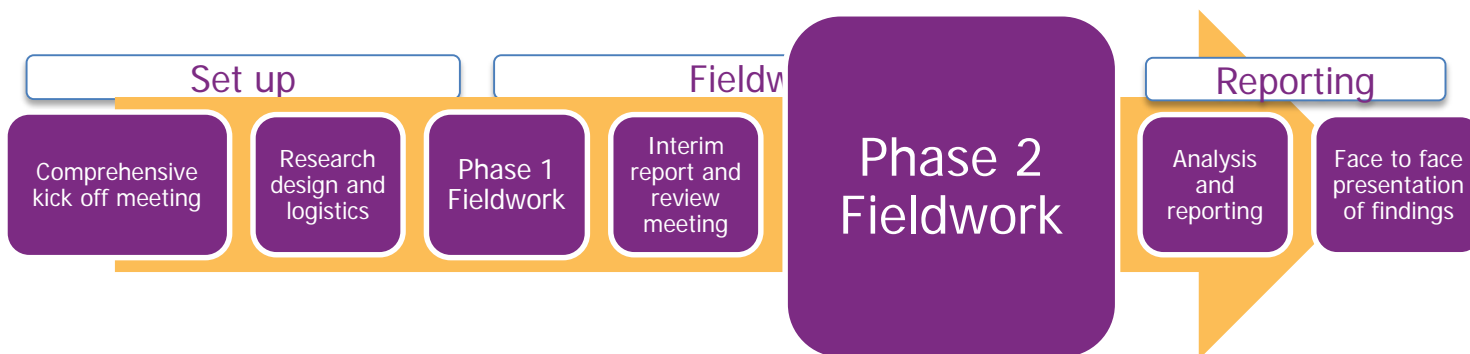 Set up
Fieldw
Reporting
Comprehensive
kick off meeting
Research
design and
logistics
Phase 1
Fieldwork
Interim
report and
review
meeting
Phase 2
Fieldwork
Analysis
and
reporting
Face to face
presentation
of findings